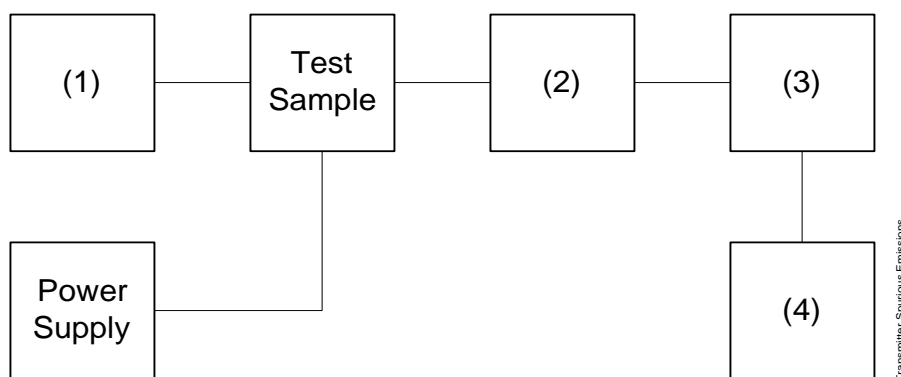 (1)
Test
Sample
(2)
(3)
Power
Supply
(4)
Transmitter Spurious Emissions